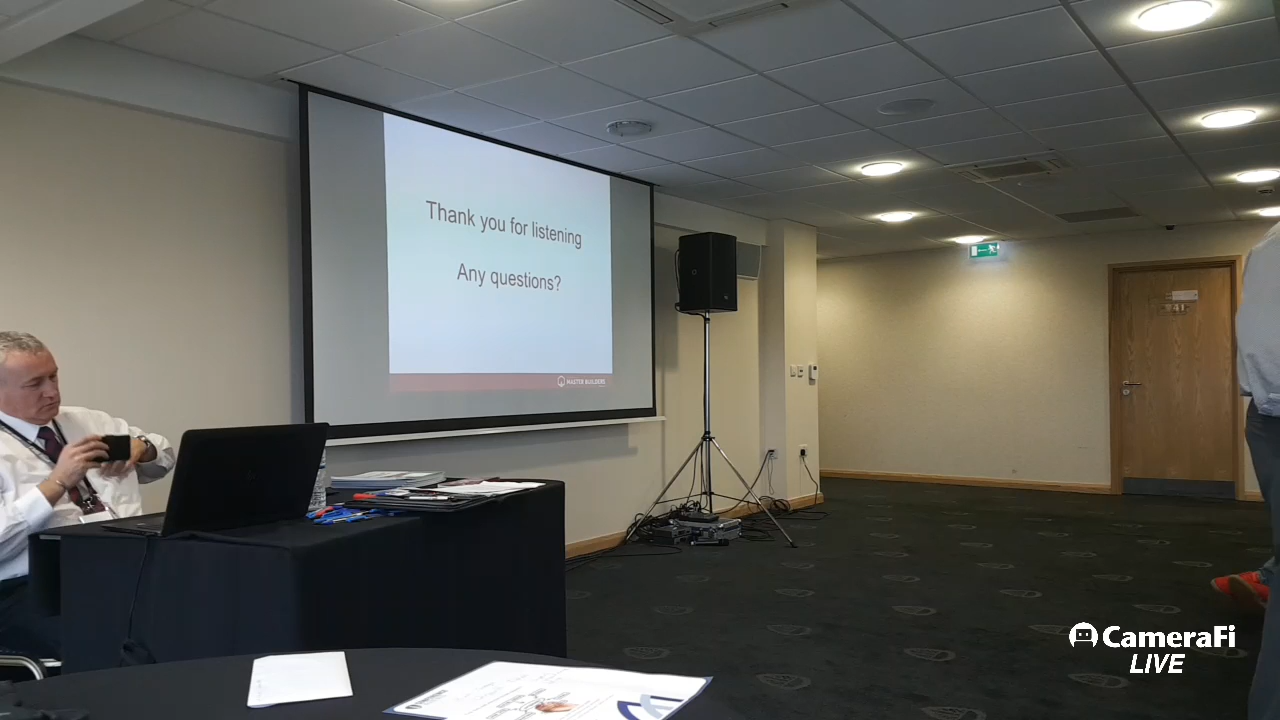 Thank you for listening
Any questions?
MASTER BUILDERS
CameraFi
LIVE